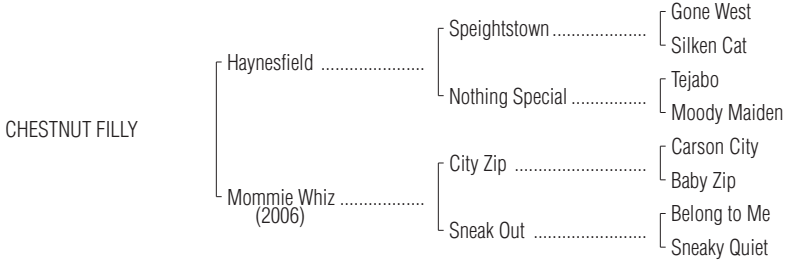 Gone West
Speightstown ....................
Silken Cat
Haynesfield ......................
Tejabo
Nothing Special ................
Moody Maiden
CHESTNUT FILLY
Carson City
City Zip ............................
Baby Zip
Mommie Whiz ..................
(2006)
Belong to Me
Sneak Out ........................
Sneaky Quiet